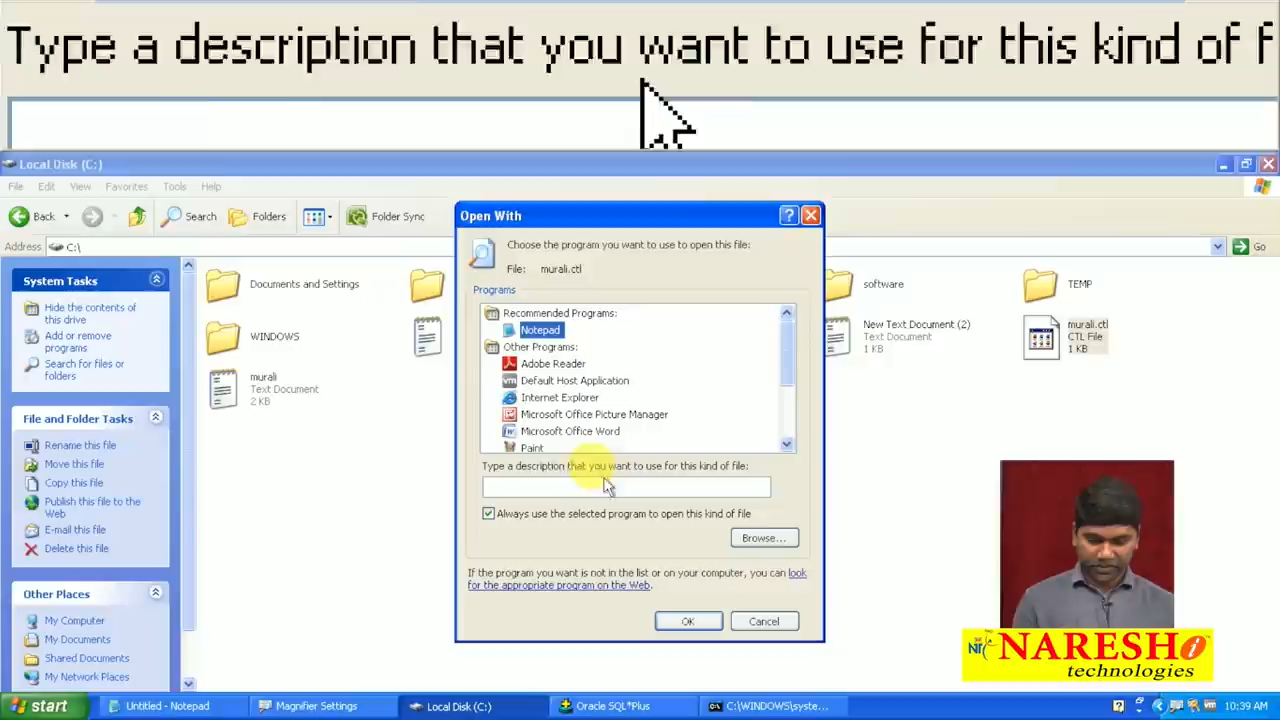 Type a description that you want to use for this kind of f
Local Disk (C:)
File Edit View Favorites Tools Help
Back Search Folders Folder Sync
Address C:\ Go
System Tasks
Hide the contents of
this drive
Add or remove
programs
Search for files or
folders
File and Folder Tasks
Rename this file
Move this file
Copy this file
Publish this file to the
Web
E-mail this file
Delete this file
Other Places
My Computer
My Documents
Shared Documents
My Network Places
Documents and Settings
software
TEMP
WINDOWS
New Text Document (2)
Text Document
1 KB
murali.ctl
CTL File
1 KB
murali
Text Document
2 KB
Open With
Choose the program you want to use to open this file:
File: murali.ctl
Programs
Recommended Programs:
Notepad
Other Programs:
Adobe Reader
Default Host Application
Internet Explorer
Microsoft Office Picture Manager
Microsoft Office Word
Paint
Type a description that you want to use for this kind of file:
Always use the selected program to open this kind of file
Browse...
If the program you want is not in the list or on your computer, you can look
for the appropriate program on the Web.
OK Cancel
NARESH i
technologies
start Untitled - Notepad Magnifier Settings Local Disk (C:) Oracle SQL*Plus C:\WINDOWS\syste... 10:39 AM